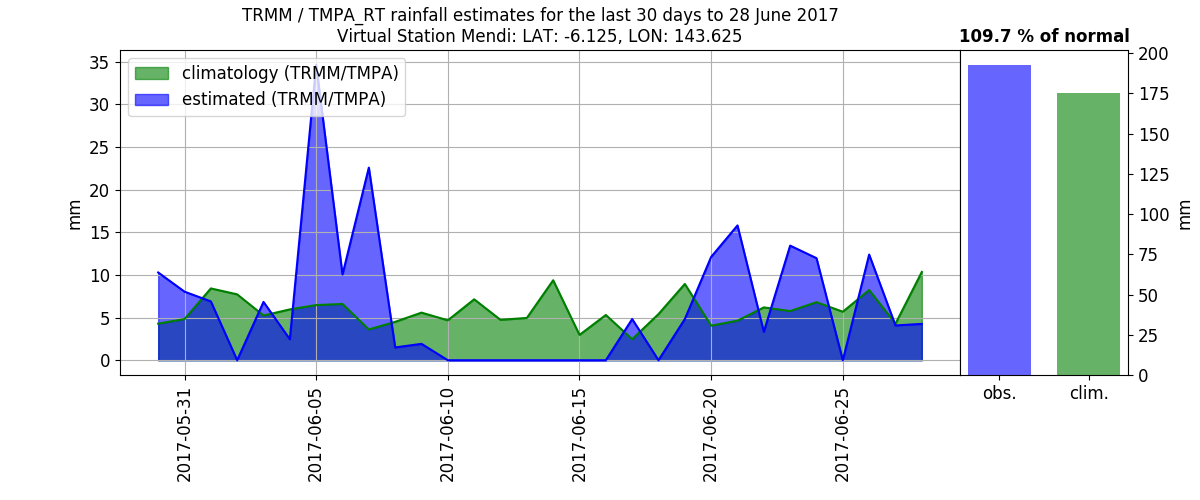 TRMM / TMPA_RT rainfall estimates for the last 30 days to 28 June 2017
Virtual Station Mendi: LAT: -6.125, LON: 143.625
109.7 % of normal
climatology (TRMM/TMPA)
estimated (TRMM/TMPA)
mm
35
30
25
20
15
10
5
0
2017-05-31
2017-06-05
2017-06-10
2017-06-15
2017-06-20
2017-06-25
200
175
150
125
100
75
50
25
0
mm
obs.
clim.